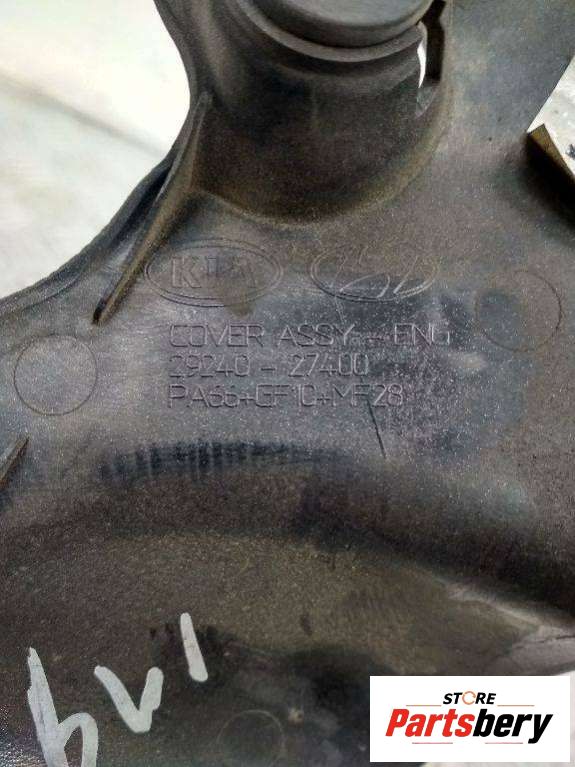 KIA
COVER ASSY - ENG
29240 - 27400
PA66+GF10+MF28
STORE
Partsbery